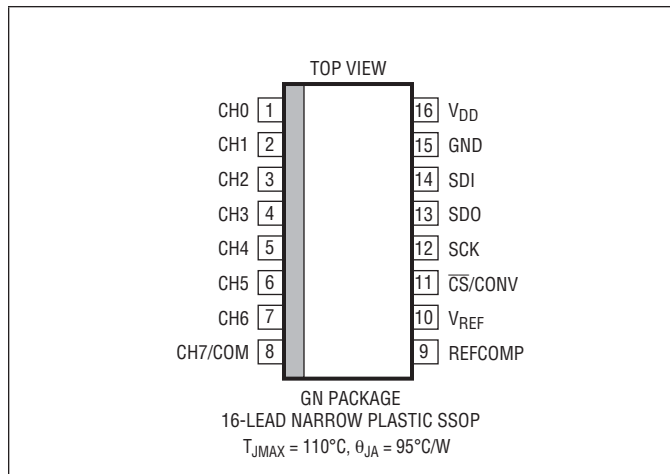 TOP VIEW
CH0 1 16 VDD
CH1 2 15 GND
CH2 3 14 SDI
CH3 4 13 SDO
CH4 5 12 SCK
CH5 6 11 C̅S̅/CONV
CH6 7 10 VREF
CH7/COM 8 9 REFCOMP
GN PACKAGE
16-LEAD NARROW PLASTIC SSOP
TJMAX = 110°C, θJA = 95°C/W